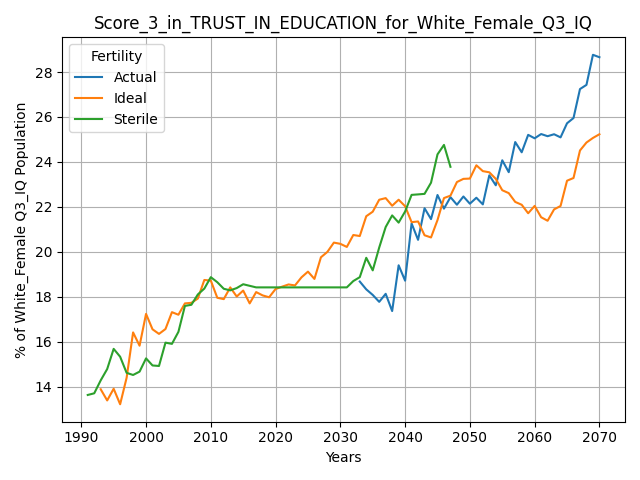 Score_3_in_TRUST_IN_EDUCATION_for_White_Female_Q3_IQ
Fertility
Actual
Ideal
Sterile
% of White_Female Q3_IQ Population
28
26
24
22
20
18
16
14
1990 2000 2010 2020 2030 2040 2050 2060 2070
Years